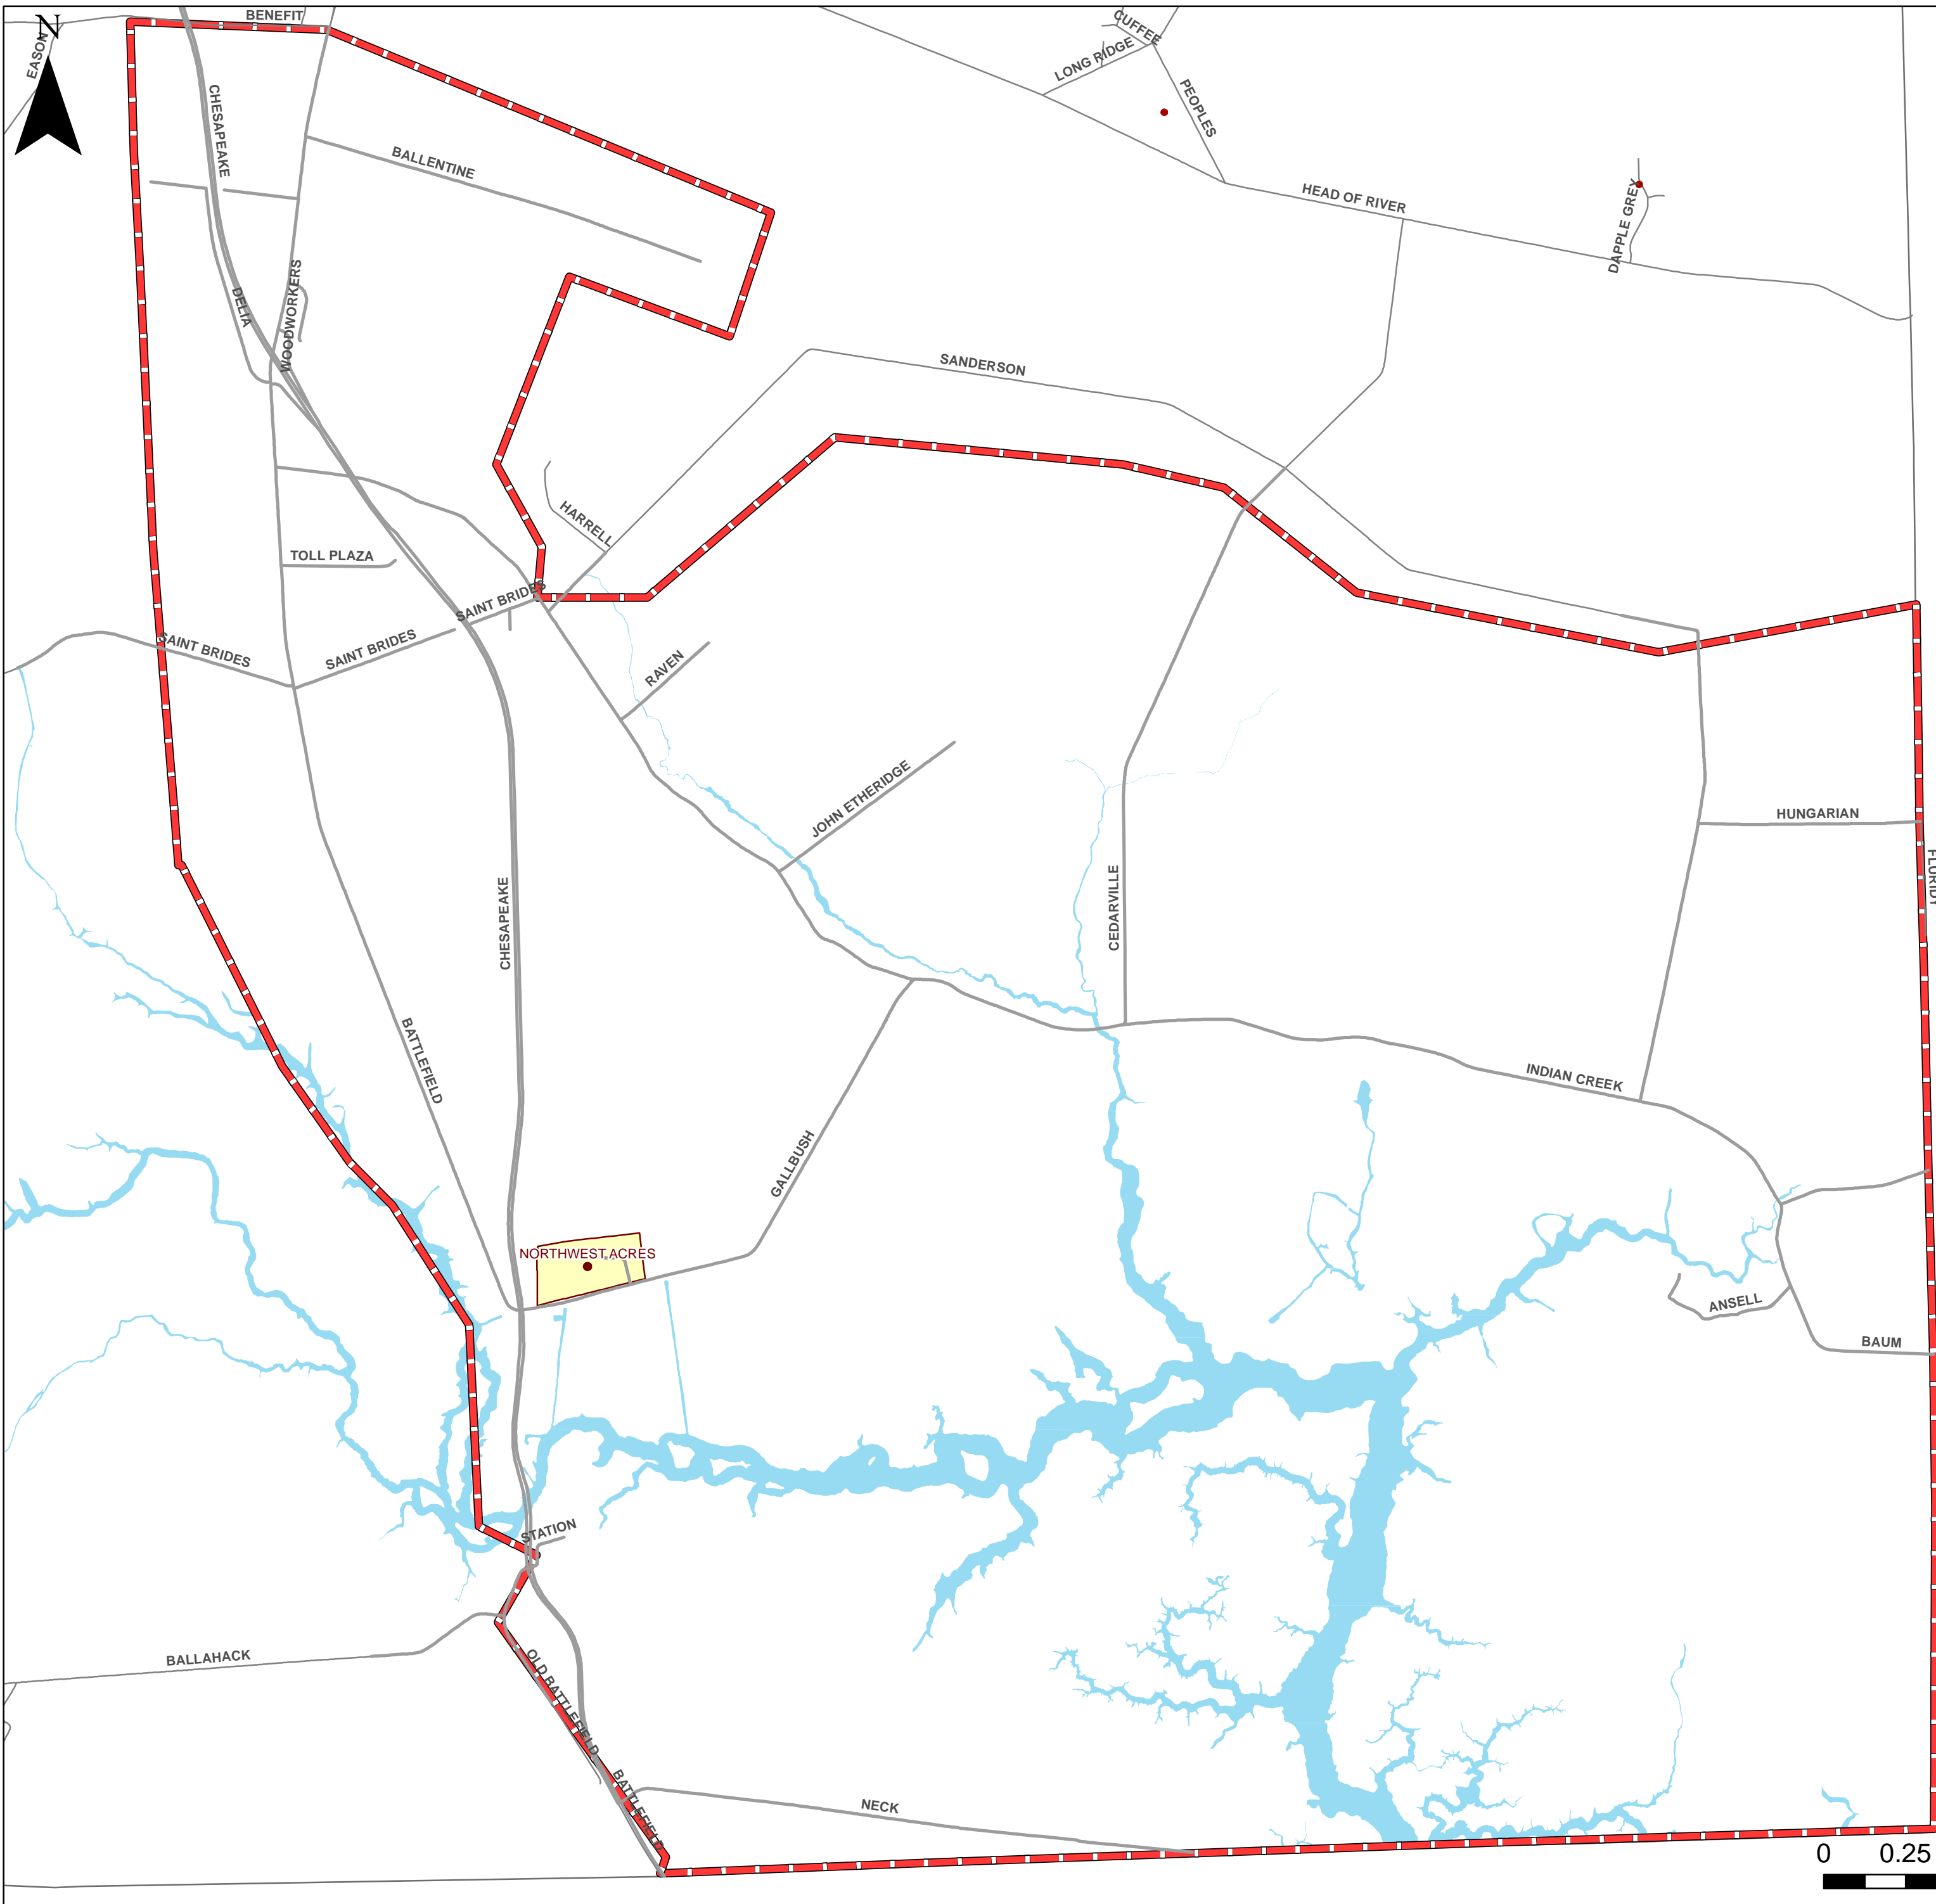 BENEFIT
N
EASON
CUFFEE
LONG RIDGE
PEOPLES
CHESAPEAKE
BALLENTINE
HEAD OF RIVER
DAPPLE GREY
DELIA
WOODWORKERS
SANDERSON
HARRELL
TOLL PLAZA
SAINT BRIDES
SAINT BRIDES
SAINT BRIDES
RAVEN
JOHN ETHERIDGE
HUNGARIAN
CHESAPEAKE
CEDARVILLE
BATTLEFIELD
INDIAN CREEK
GALLBUSH
NORTHWEST ACRES
ANSELL
BAUM
STATION
BALLAHACK
OLD BATTLEFIELD
BATTLEFIELD
NECK
0 0.25